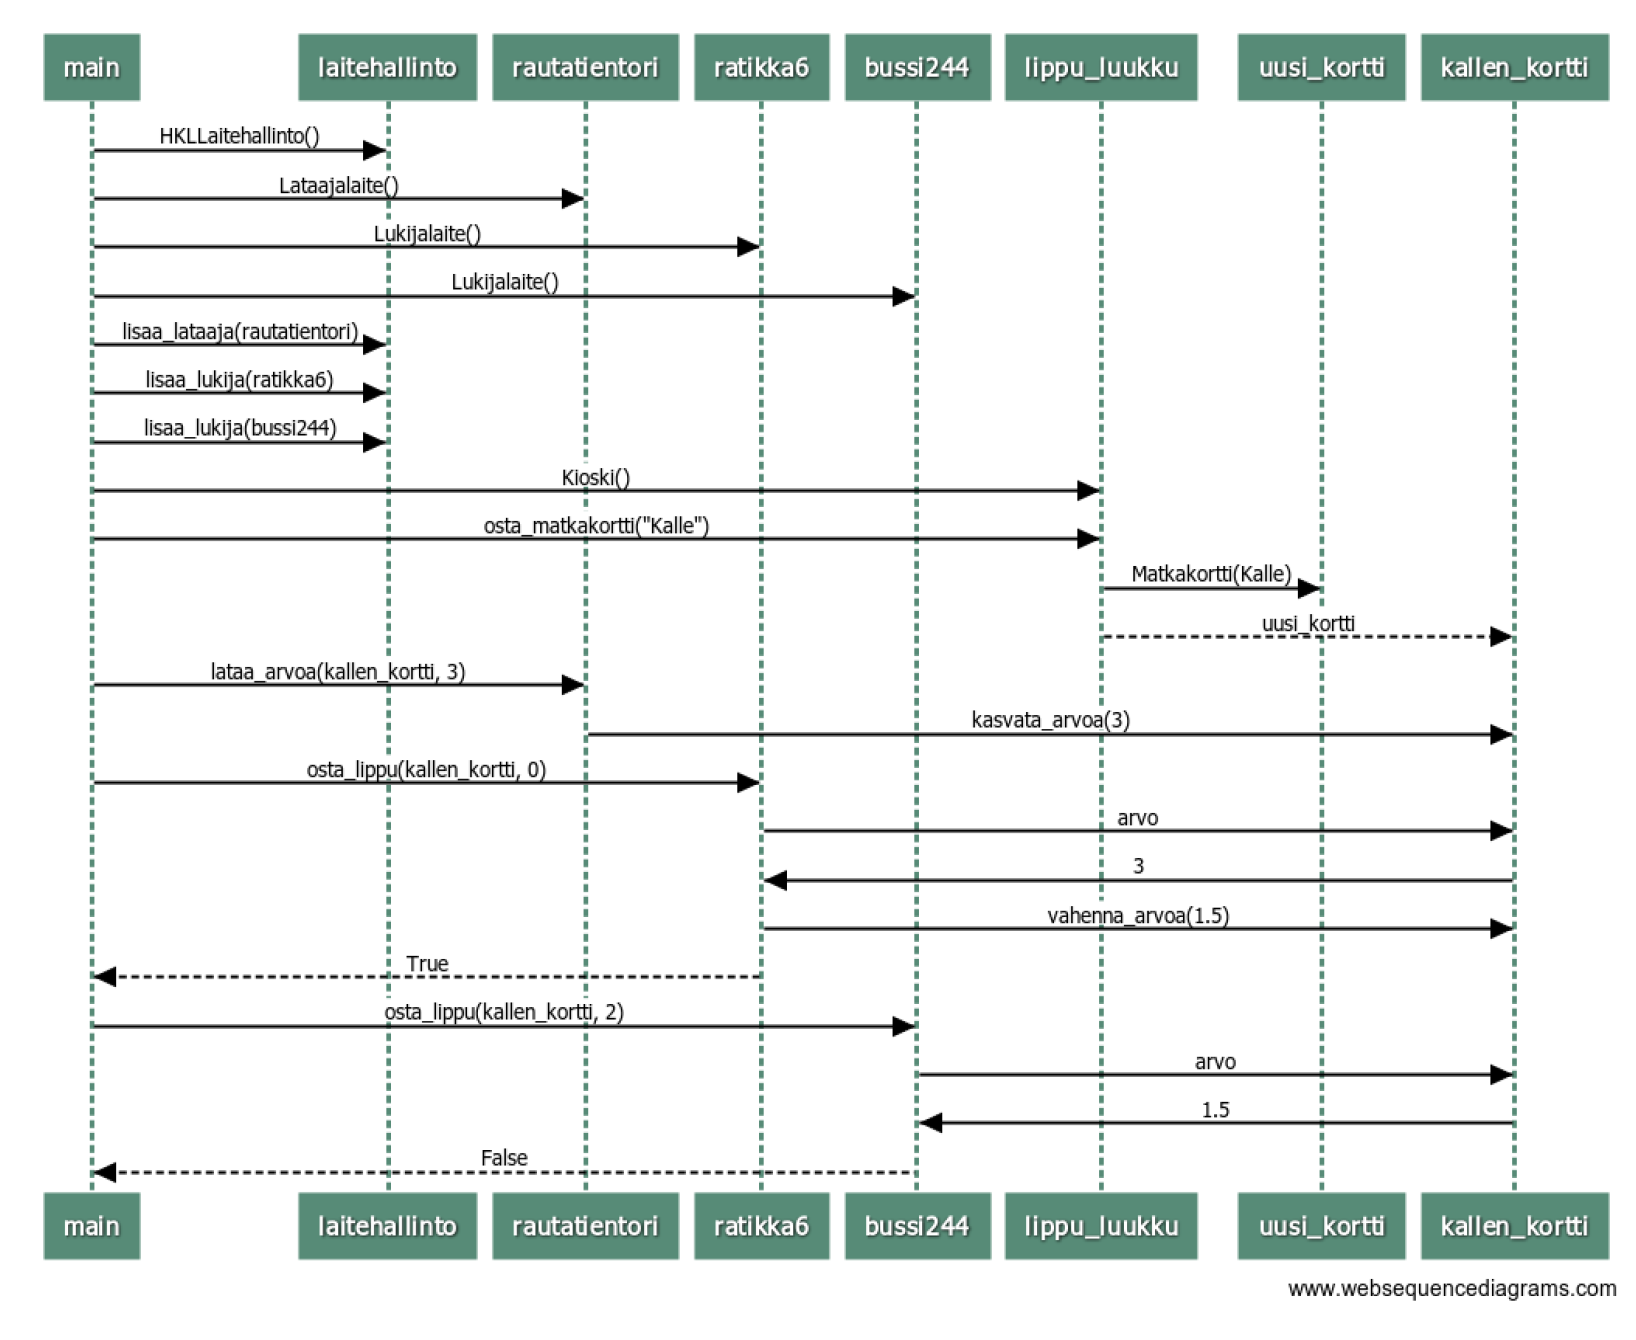 main laitehallinto rautatientori ratikka6 bussi244 lippu_luukku uusi_kortti kallen_kortti
HKLLaitehallinto()
Lataajalaite()
Lukijalaite()
Lukijalaite()
lisaa_lataaja(rautatientori)
lisaa_lukija(ratikka6)
lisaa_lukija(bussi244)
Kioski()
osta_matkakortti("Kalle")
Matkakortti(Kalle)
uusi_kortti
lataa_arvoa(kallen_kortti, 3)
kasvata_arvoa(3)
osta_lippu(kallen_kortti, 0)
arvo
3
vahenna_arvoa(1.5)
True
osta_lippu(kallen_kortti, 2)
arvo
1.5
False
main laitehallinto rautatientori ratikka6 bussi244 lippu_luukku uusi_kortti kallen_kortti
www.websequencediagrams.com